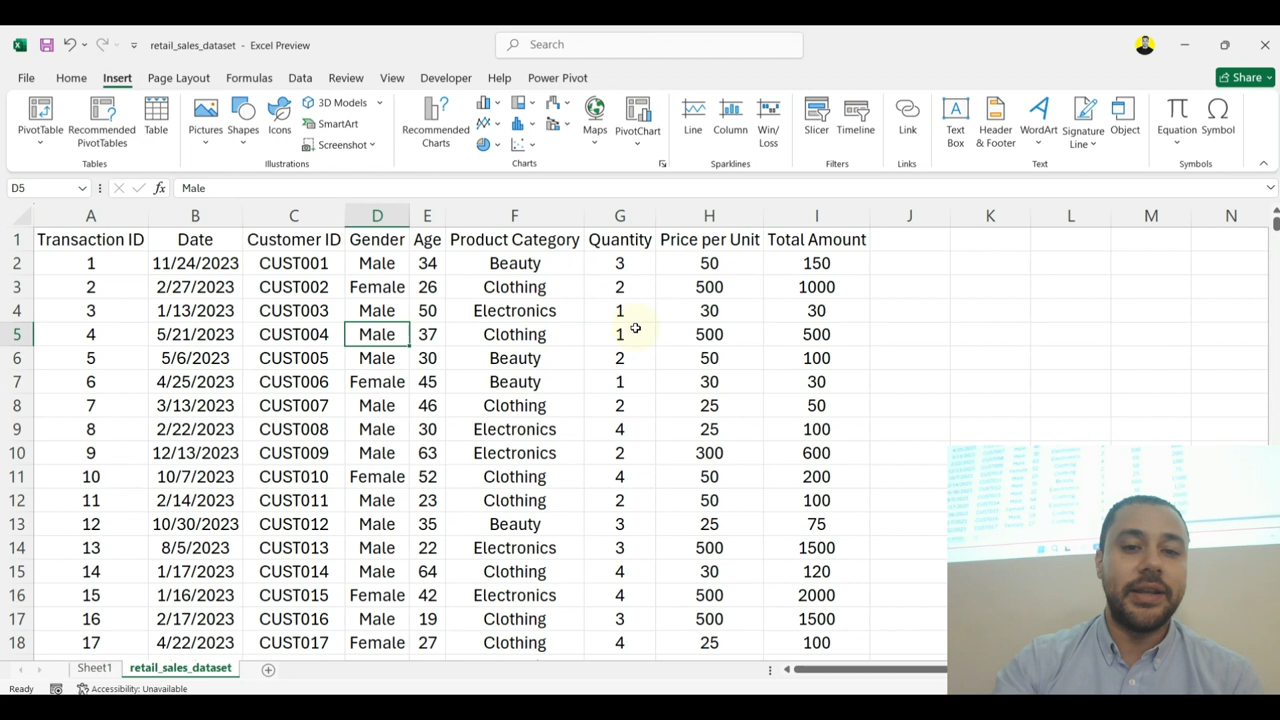 retail_sales_dataset - Excel Preview Search
File Home Insert Page Layout Formulas Data Review View Developer Help Power Pivot Share
PivotTable Recommended PivotTables Table Pictures Shapes Icons 3D Models SmartArt Screenshot Recommended Charts Maps PivotChart Line Column Win/Loss Slicer Timeline Link Text Box Header & Footer WordArt Signature Line Object Equation Symbol
Tables Illustrations Charts Sparklines Filters Links Text Symbols
D5 fx Male
A B C D E F G H I J K L M N
1 Transaction ID Date Customer ID Gender Age Product Category Quantity Price per Unit Total Amount
2 1 11/24/2023 CUST001 Male 34 Beauty 3 50 150
3 2 2/27/2023 CUST002 Female 26 Clothing 2 500 1000
4 3 1/13/2023 CUST003 Male 50 Electronics 1 30 30
5 4 5/21/2023 CUST004 Male 37 Clothing 1 500 500
6 5 5/6/2023 CUST005 Male 30 Beauty 2 50 100
7 6 4/25/2023 CUST006 Female 45 Beauty 1 30 30
8 7 3/13/2023 CUST007 Male 46 Clothing 2 25 50
9 8 2/22/2023 CUST008 Male 30 Electronics 4 25 100
10 9 12/13/2023 CUST009 Male 63 Electronics 2 300 600
11 10 10/7/2023 CUST010 Female 52 Clothing 4 50 200
12 11 2/14/2023 CUST011 Male 23 Clothing 2 50 100
13 12 10/30/2023 CUST012 Male 35 Beauty 3 25 75
14 13 8/5/2023 CUST013 Male 22 Electronics 3 500 1500
15 14 1/17/2023 CUST014 Male 64 Clothing 4 30 120
16 15 1/16/2023 CUST015 Female 42 Electronics 4 500 2000
17 16 2/17/2023 CUST016 Male 19 Clothing 3 500 1500
18 17 4/22/2023 CUST017 Female 27 Clothing 4 25 100
Sheet1 retail_sales_dataset
Ready Accessibility: Unavailable